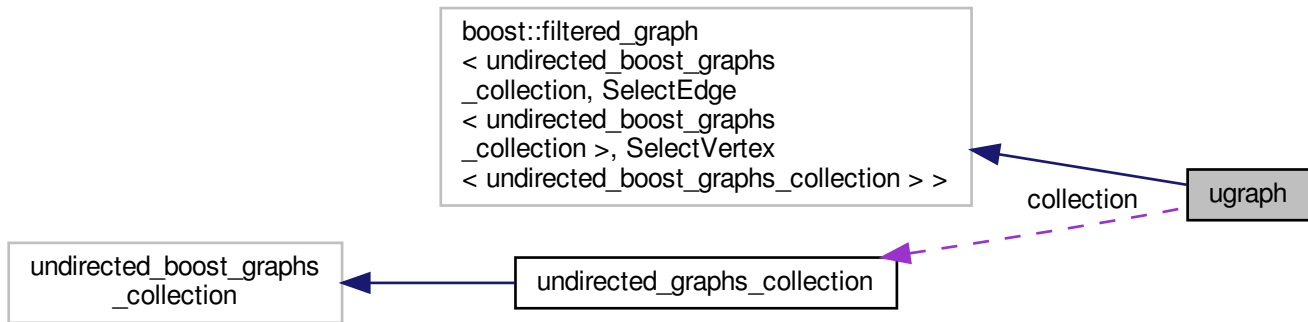 boost::filtered_graph
< undirected_boost_graphs
_collection, SelectEdge
< undirected_boost_graphs
_collection >, SelectVertex
< undirected_boost_graphs_collection > >
collection
ugraph
undirected_boost_graphs
_collection
undirected_graphs_collection